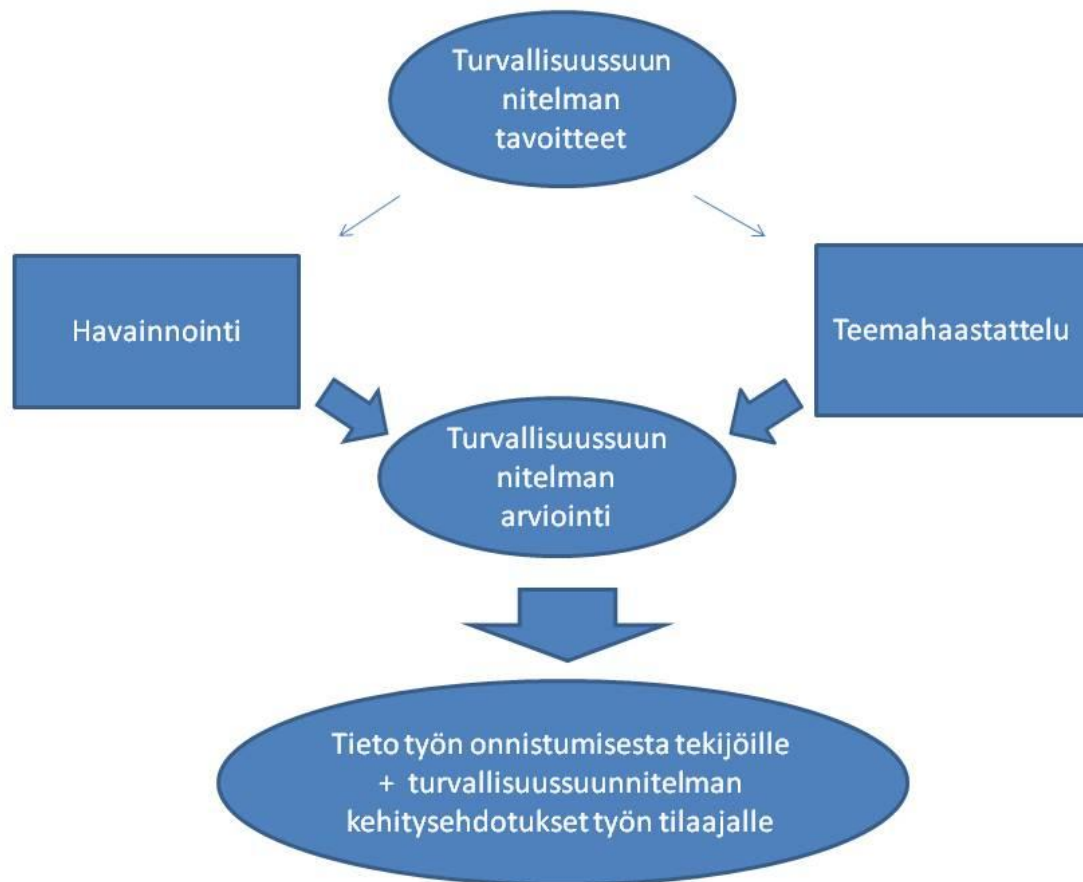 Turvallisuussuun
nitelman
tavoitteet
Havainnointi
Teemahaastattelu
Turvallisuussuun
nitelman
arviointi
Tieto työn onnistumisesta tekijöille
+ turvallisuussuunnitelman
kehitysehdotukset työn tilaajalle